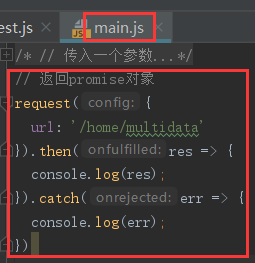 est.js main.js
/* // 传入一个参数...*/
// 返回promise对象
request( config: {
url: '/home/multidata'
}).then( onfulfilled: res => {
console.log(res);
}).catch( onrejected: err => {
console.log(err);
})